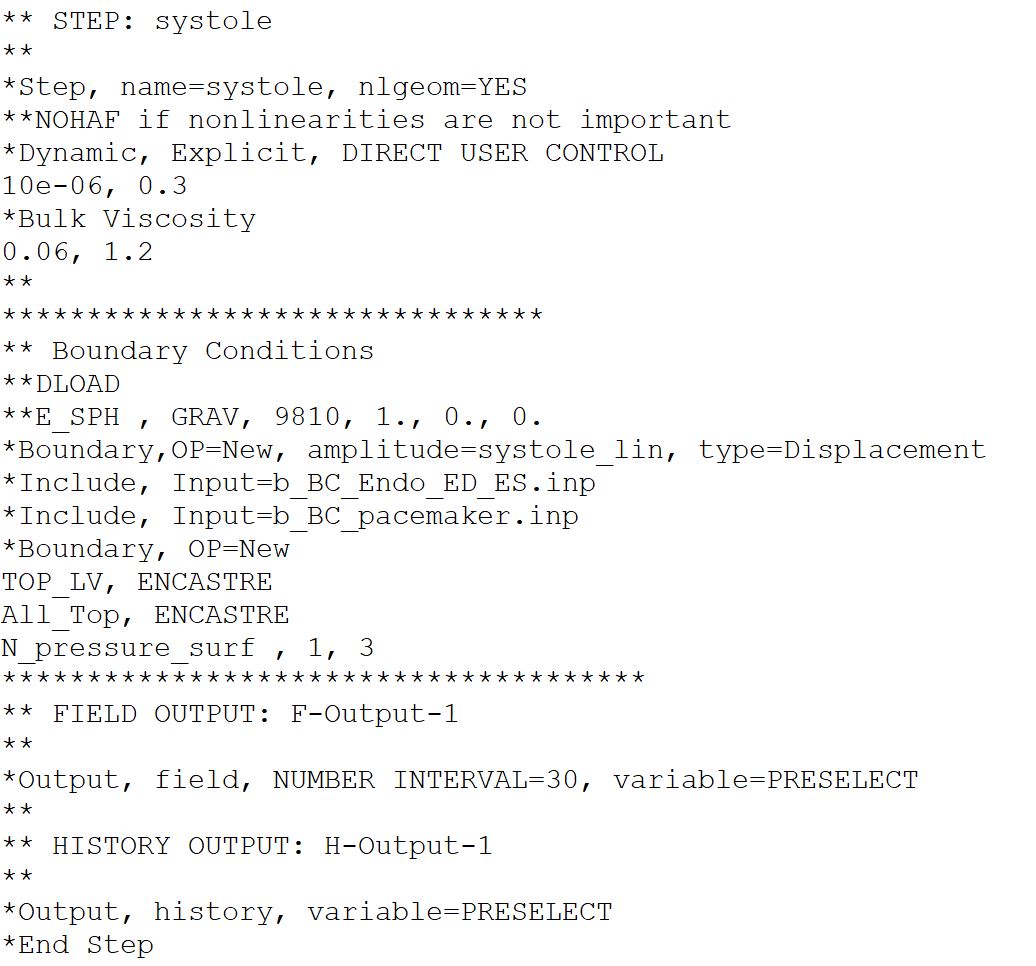 ** STEP: systole
**
*Step, name=systole, nlgeom=YES
**NOHAF if nonlinearities are not important
*Dynamic, Explicit, DIRECT USER CONTROL
10e-06, 0.3
*Bulk Viscosity
0.06, 1.2
**
********************************
** Boundary Conditions
**DLOAD
**E_SPH , GRAV, 9810, 1., 0., 0.
*Boundary,OP=New, amplitude=systole_lin, type=Displacement
*Include, Input=b_BC_Endo_ED_ES.inp
*Include, Input=b_BC_pacemaker.inp
*Boundary, OP=New
TOP_LV, ENCASTRE
All_Top, ENCASTRE
N_pressure_surf , 1, 3
**************************************
** FIELD OUTPUT: F-Output-1
**
*Output, field, NUMBER INTERVAL=30, variable=PRESELECT
**
** HISTORY OUTPUT: H-Output-1
**
*Output, history, variable=PRESELECT
*End Step